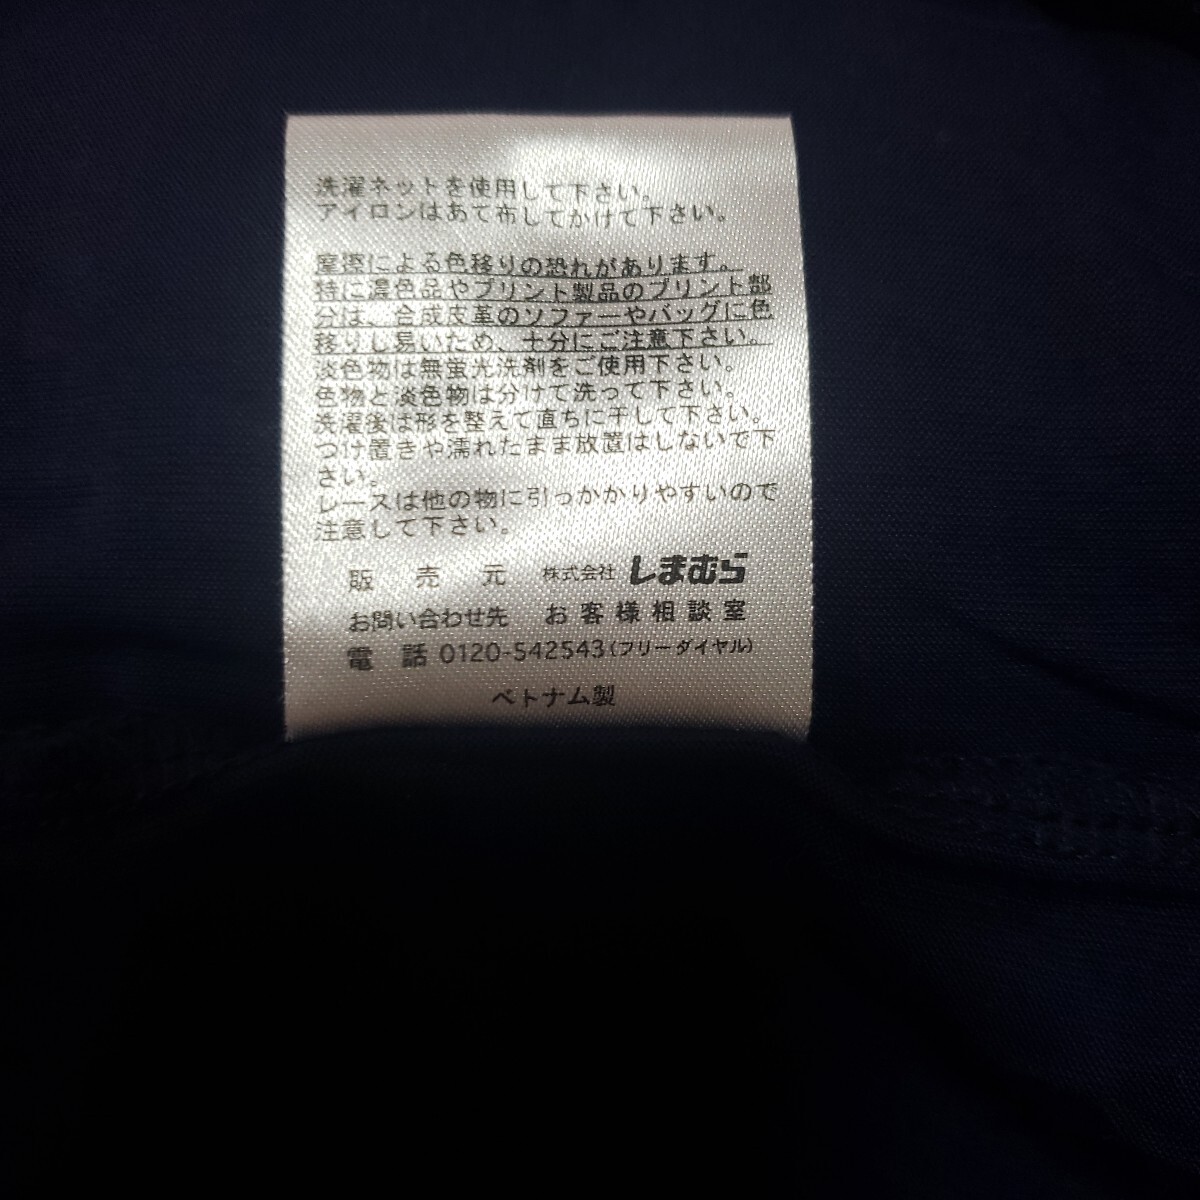 洗濯ネットを使用して下さい。
アイロンはあて布してかけて下さい。
摩擦による色移りの恐れがあります。
特に濃色品やプリント製品のプリント部
分は、合成皮革のソファーやバッグに色
移りし易いため、十分にご注意下さい。
淡色物は無蛍光洗剤をご使用下さい。
色物と淡色物は分けて洗って下さい。
洗濯後は形を整えて直ちに干して下さい。
つけ置きや濡れたまま放置はしないで下
さい。
レースは他の物に引っかかりやすいので
注意して下さい。
販売元 株式会社 しまむら
お問い合わせ先 お客様相談室
電話 0120-542543(フリーダイヤル)
ベトナム製